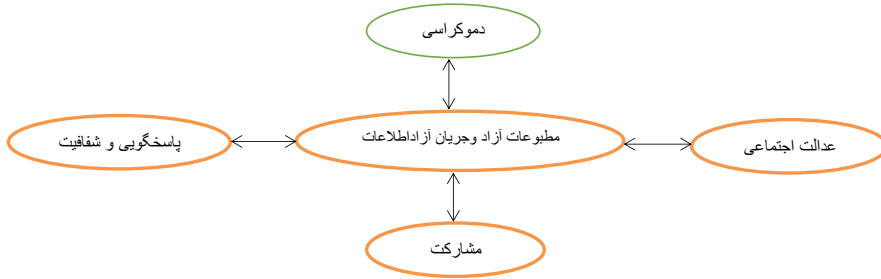 دموکراسی
مطبوعات آزاد وجریان آزاداطلاعات
عدالت اجتماعی
پاسخگویی و شفافیت
مشارکت